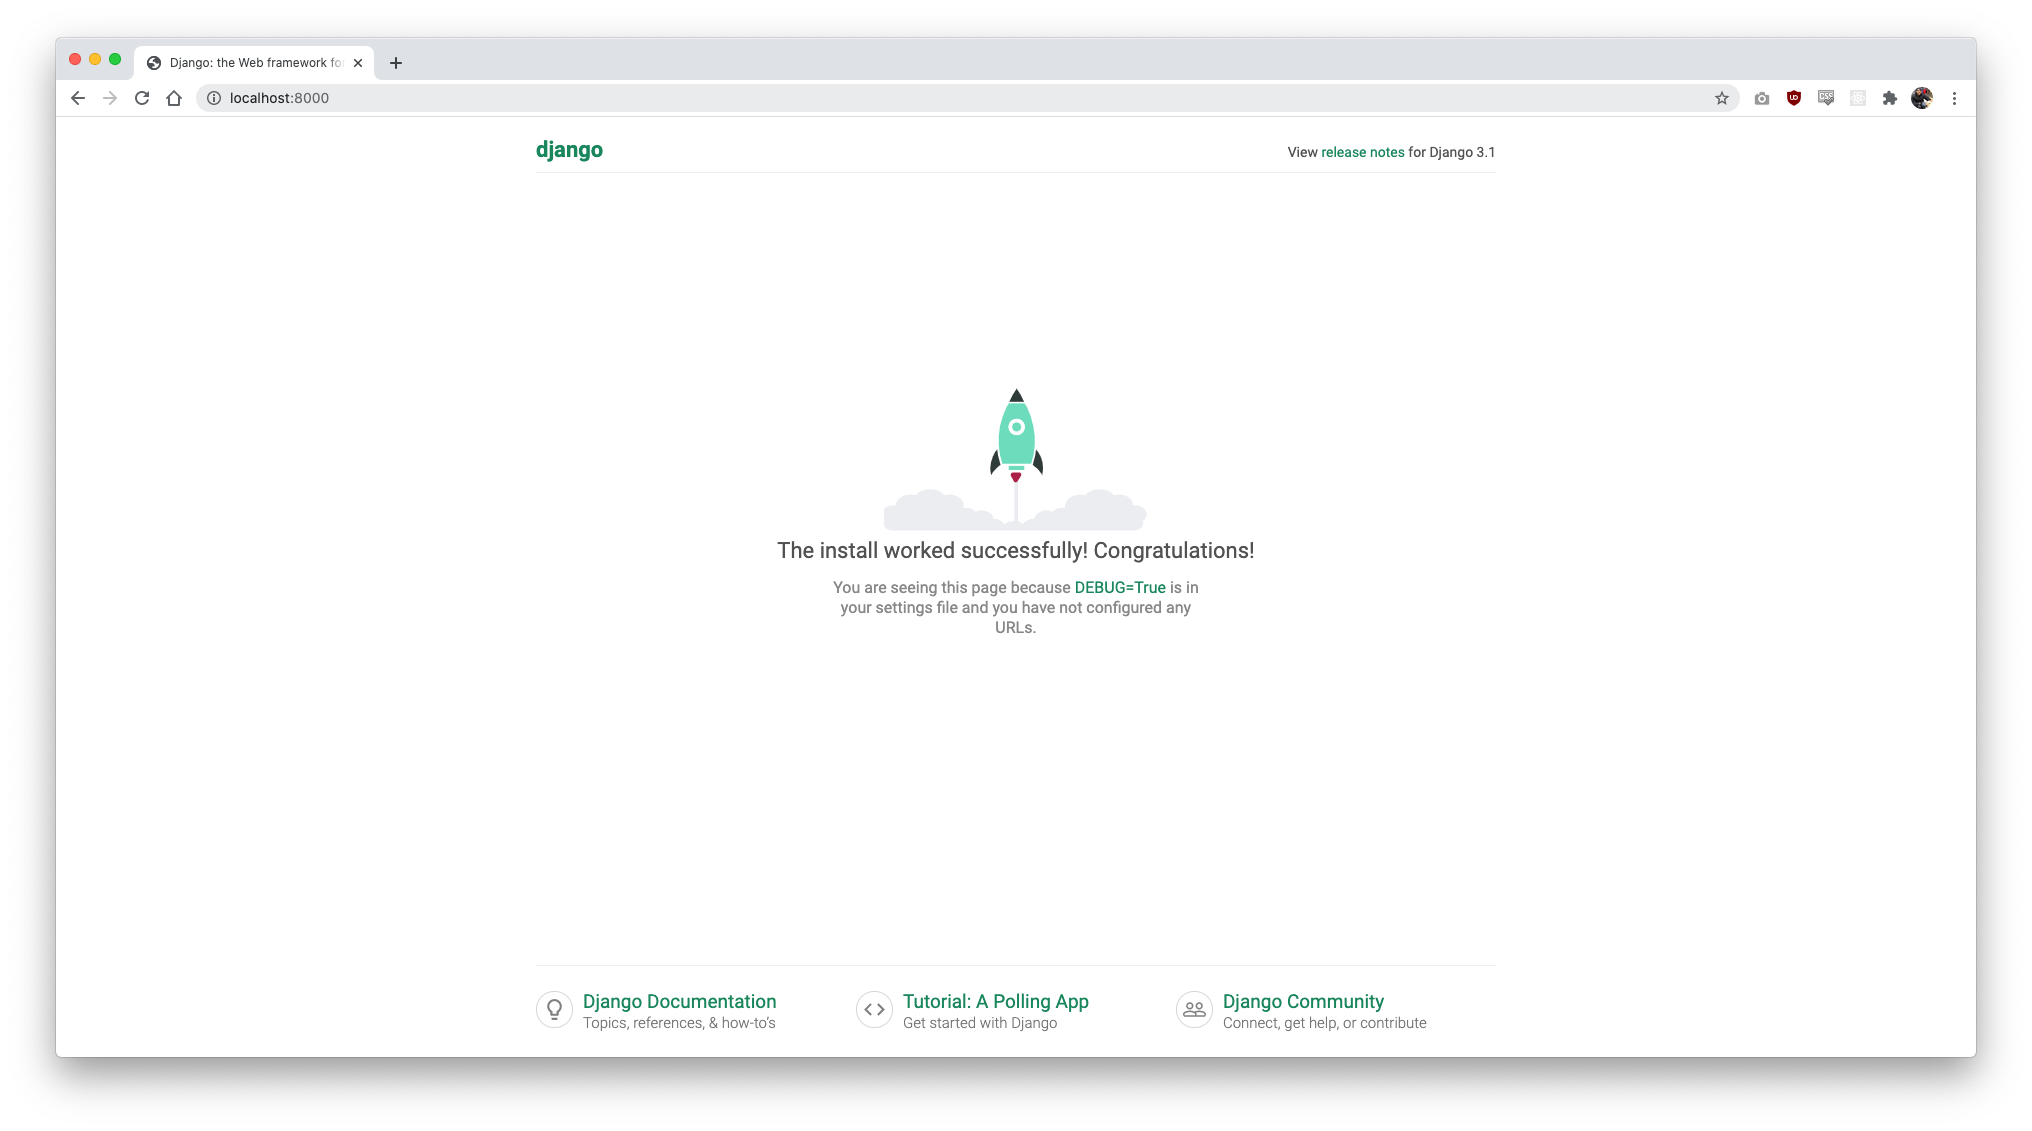 Django: the Web framework fo
localhost:8000
django
View release notes for Django 3.1
The install worked successfully! Congratulations!
You are seeing this page because DEBUG=True is in
your settings file and you have not configured any
URLs.
Django Documentation
Topics, references, & how-to’s
Tutorial: A Polling App
Get started with Django
Django Community
Connect, get help, or contribute